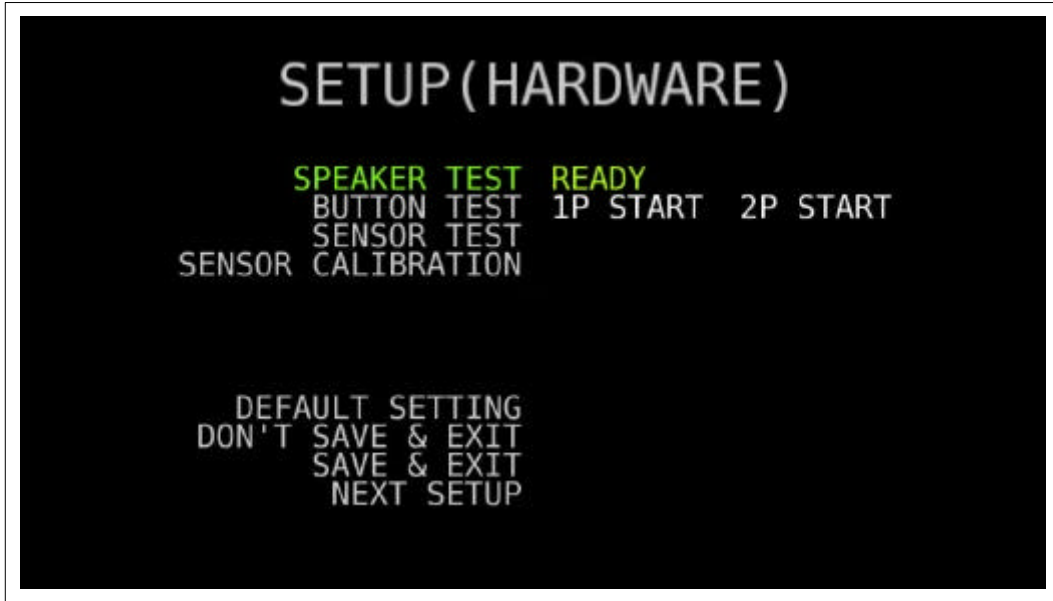 SETUP(HARDWARE)
SPEAKER TEST READY
BUTTON TEST 1P START 2P START
SENSOR TEST
SENSOR CALIBRATION
DEFAULT SETTING
DON'T SAVE & EXIT
SAVE & EXIT
NEXT SETUP